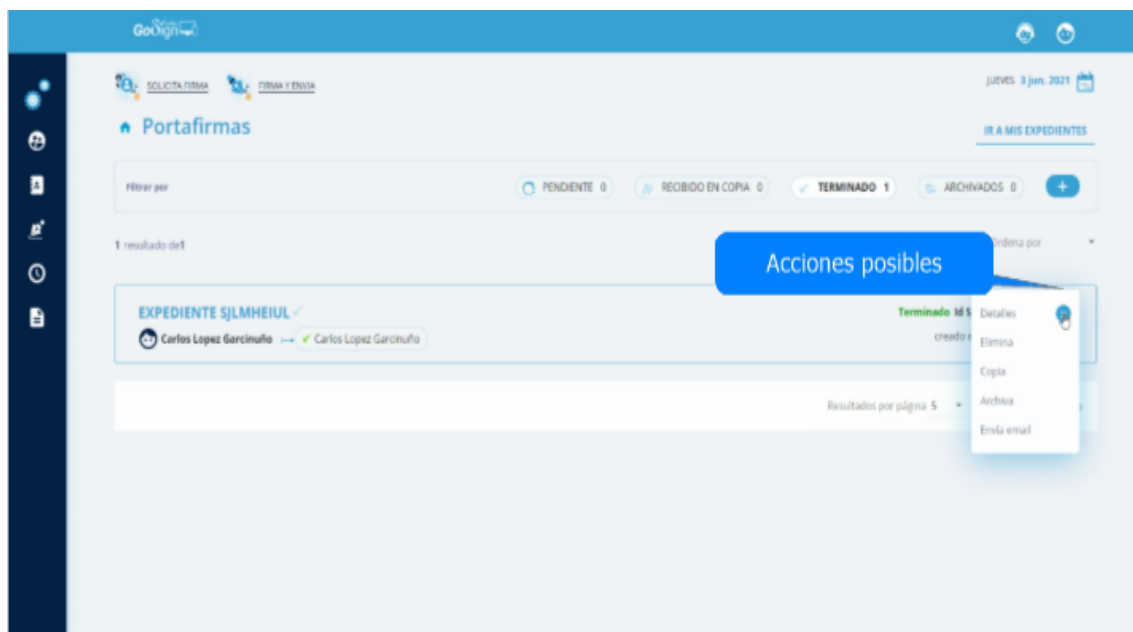 GoSign
JUEVES 3 jun. 2021
SOLICITA FIRMA FIRMA Y ENVIA
Portafirmas
IR A MIS EXPEDIENTES
Filtrar por PENDIENTE 0 RECIBIDO EN COPIA 0 TERMINADO 1 ARCHIVADOS 0 +
1 resultado de1 Ordena por
Acciones posibles
EXPEDIENTE SJLMHEIUL
Terminado Id S
Carlos Lopez Garcinuño Carlos Lopez Garcinuño
creado e
Detalles
Elimina
Copia
Archiva
Envía email
Resultados por página 5